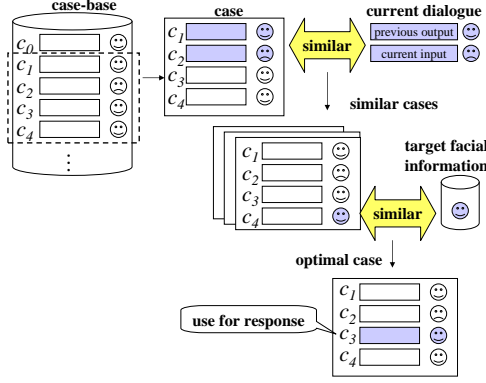 case-base
c0
c1
c2
c3
c4
case
c1
c2
c3
c4
similar
current dialogue
previous output
current input
similar cases
c1
c2
c3
c4
similar
target facial
information
optimal case
c1
c2
c3
c4
use for response